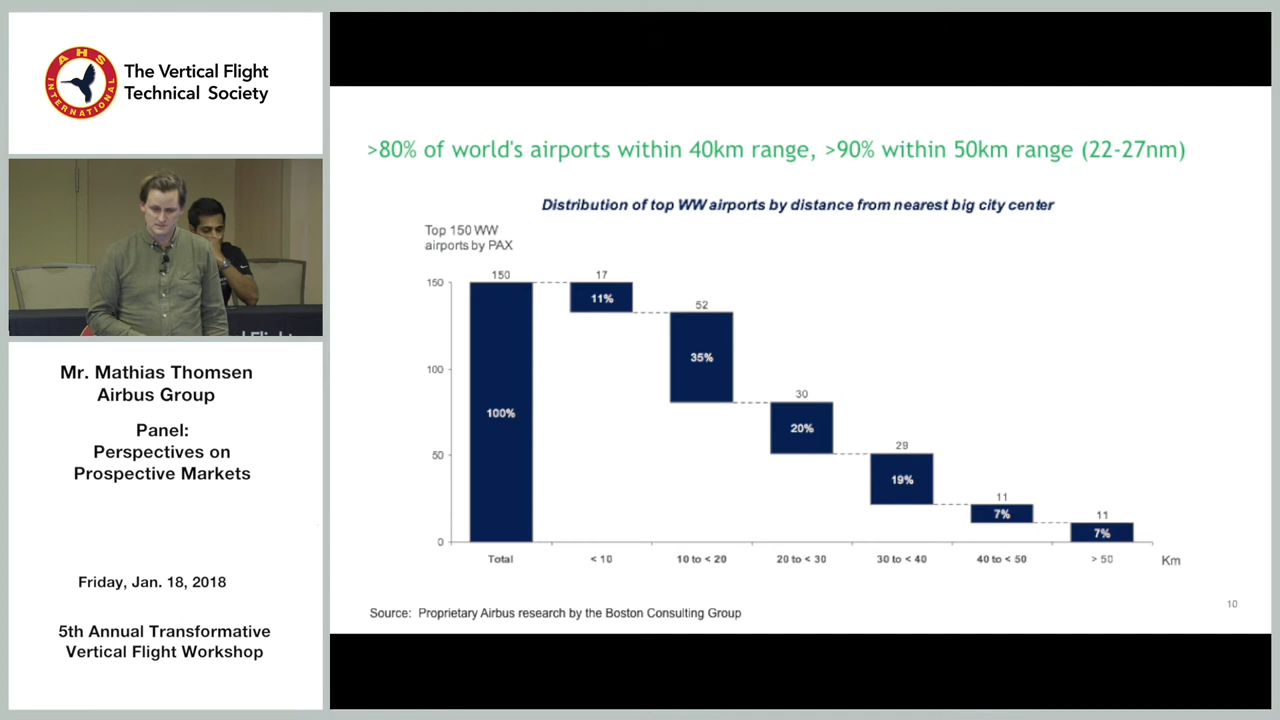 AHS
INTERNATIONAL
The Vertical Flight
Technical Society
Mr. Mathias Thomsen
Airbus Group
Panel:
Perspectives on
Prospective Markets
Friday, Jan. 18, 2018
5th Annual Transformative
Vertical Flight Workshop
>80% of world's airports within 40km range, >90% within 50km range (22-27nm)
Distribution of top WW airports by distance from nearest big city center
Top 150 WW
airports by PAX
150
100
50
0
150
17
52
30
29
11
11
100%
11%
35%
20%
19%
7%
7%
Total
< 10
10 to < 20
20 to < 30
30 to < 40
40 to < 50
> 50
Km
Source: Proprietary Airbus research by the Boston Consulting Group
10